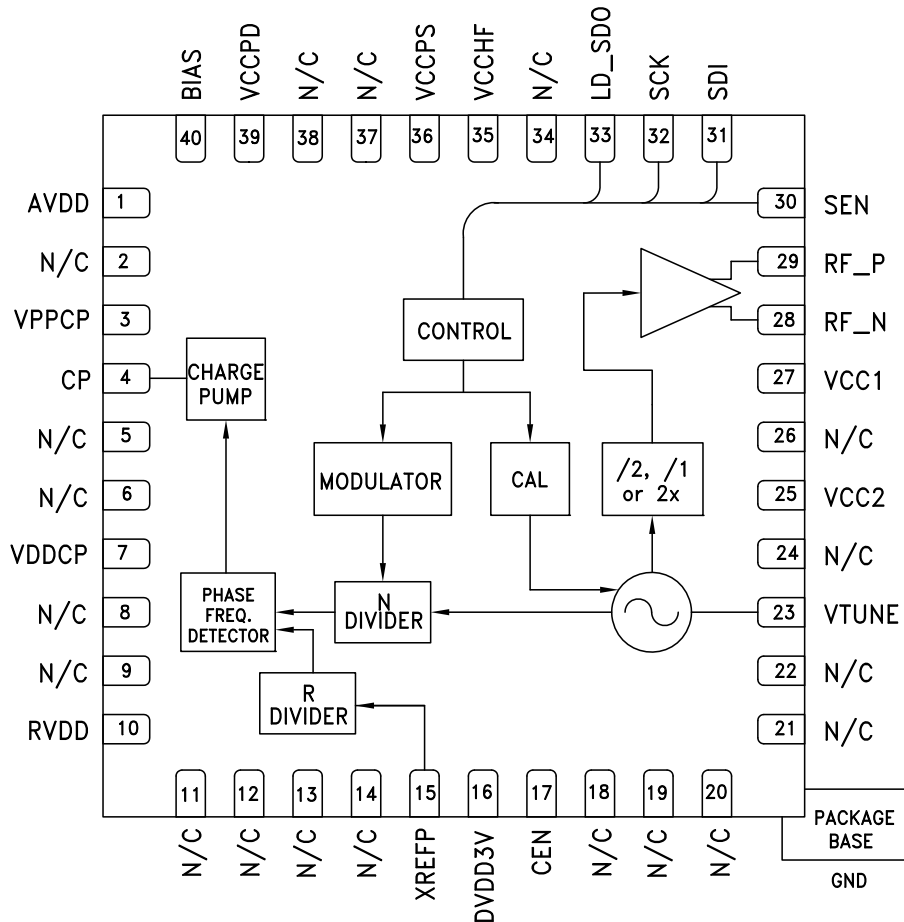 BIAS
VCCPD
N/C
N/C
VCCPS
VCCHF
N/C
LD_SDO
SCK
SDI
40
39
38
37
36
35
34
33
32
31
AVDD 1
N/C 2
VPPCP 3
CP 4
N/C 5
N/C 6
VDDCP 7
N/C 8
N/C 9
RVDD 10
30 SEN
29 RF_P
28 RF_N
27 VCC1
26 N/C
25 VCC2
24 N/C
23 VTUNE
22 N/C
21 N/C
CONTROL
CHARGE
PUMP
MODULATOR
CAL
/2, /1
or 2x
PHASE
FREQ.
DETECTOR
N
DIVIDER
R
DIVIDER
11
12
13
14
15
16
17
18
19
20
N/C
N/C
N/C
N/C
XREFP
DVDD3V
CEN
N/C
N/C
N/C
PACKAGE
BASE
GND